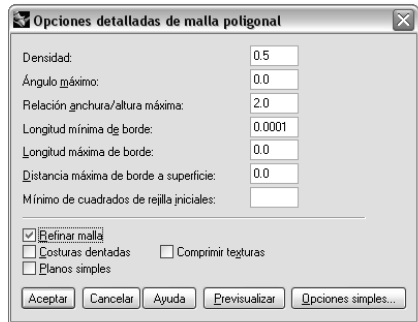 Opciones detalladas de malla poligonal
Densidad: 0.5
Ángulo máximo: 0.0
Relación anchura/altura máxima: 2.0
Longitud mínima de borde: 0.0001
Longitud máxima de borde: 0.0
Distancia máxima de borde a superficie: 0.0
Mínimo de cuadrados de rejilla iniciales:
Refinar malla
Costuras dentadas Comprimir texturas
Planos simples
Aceptar Cancelar Ayuda Previsualizar Opciones simples...